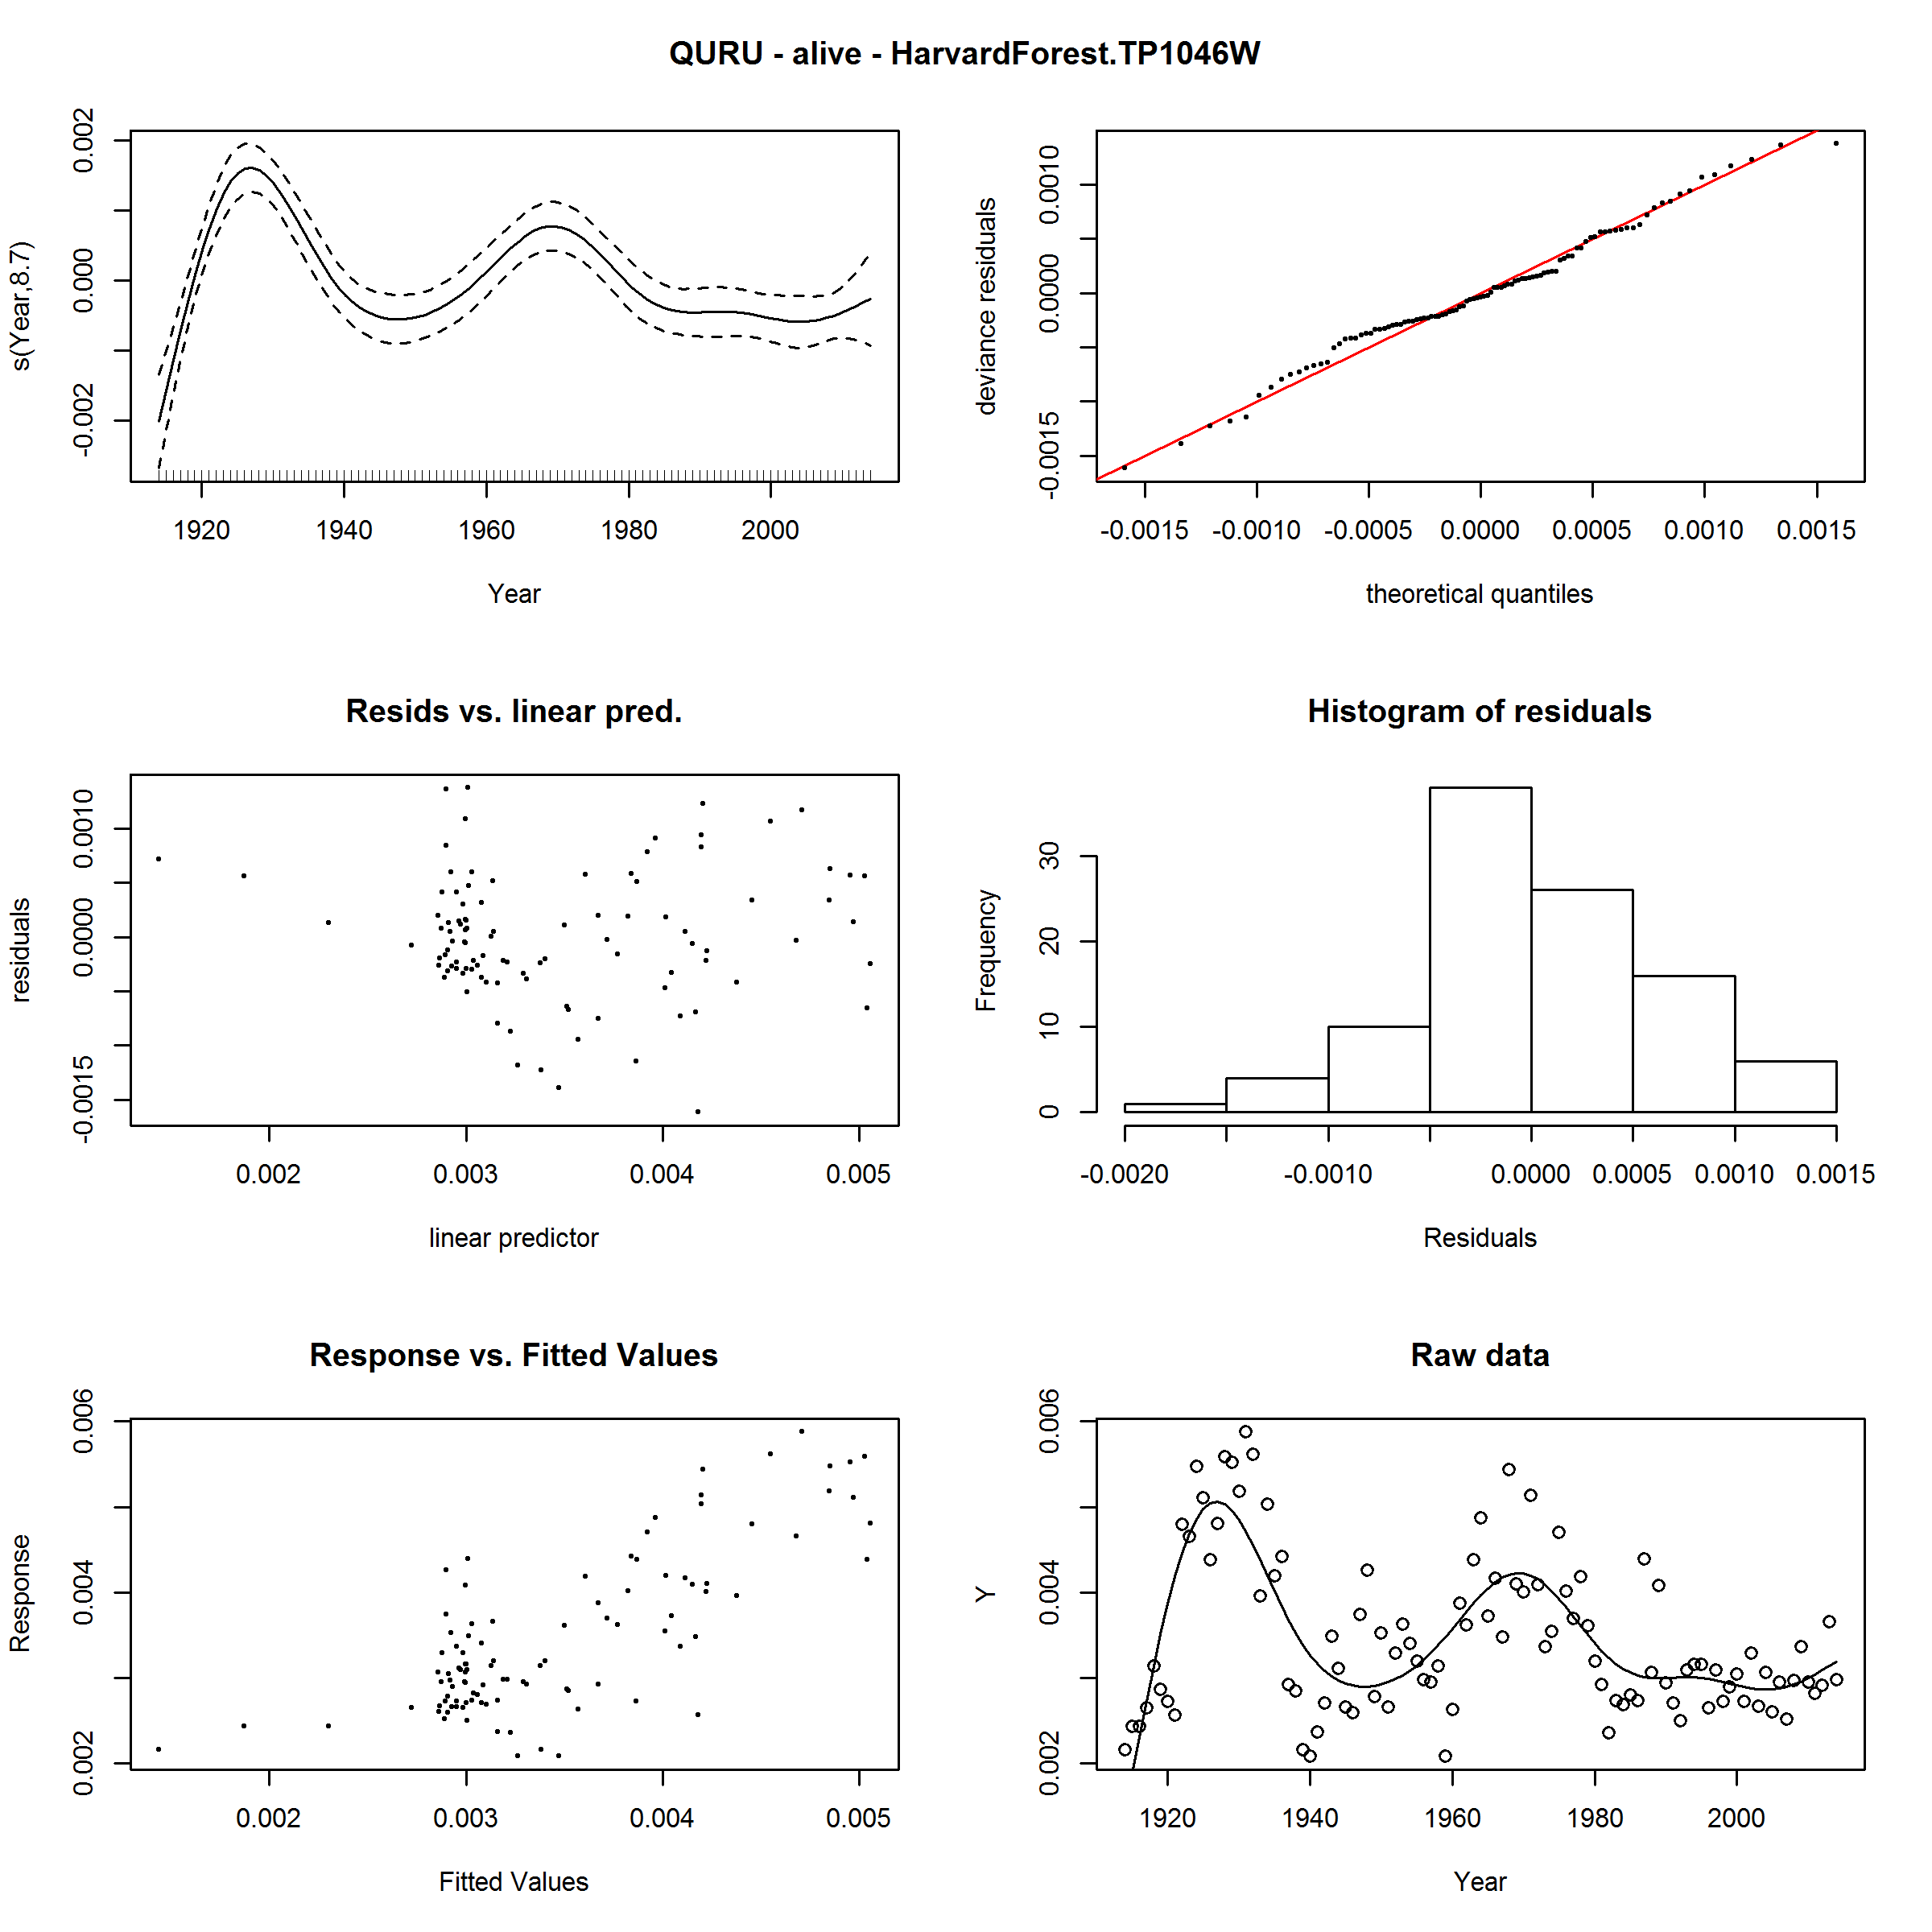 QURU - alive - HarvardForest.TP1046W
s(Year,8.7)
0.002
0.000
-0.002
1920 1940 1960 1980 2000
Year
deviance residuals
0.0010
0.0000
-0.0015
-0.0015 -0.0010 -0.0005 0.0000 0.0005 0.0010 0.0015
theoretical quantiles
Resids vs. linear pred.
residuals
0.0010
0.0000
-0.0015
0.002 0.003 0.004 0.005
linear predictor
Histogram of residuals
Frequency
30
20
10
0
-0.0020 -0.0010 0.0000 0.0005 0.0010 0.0015
Residuals
Response vs. Fitted Values
Response
0.006
0.004
0.002
0.002 0.003 0.004 0.005
Fitted Values
Raw data
Y
0.006
0.004
0.002
1920 1940 1960 1980 2000
Year